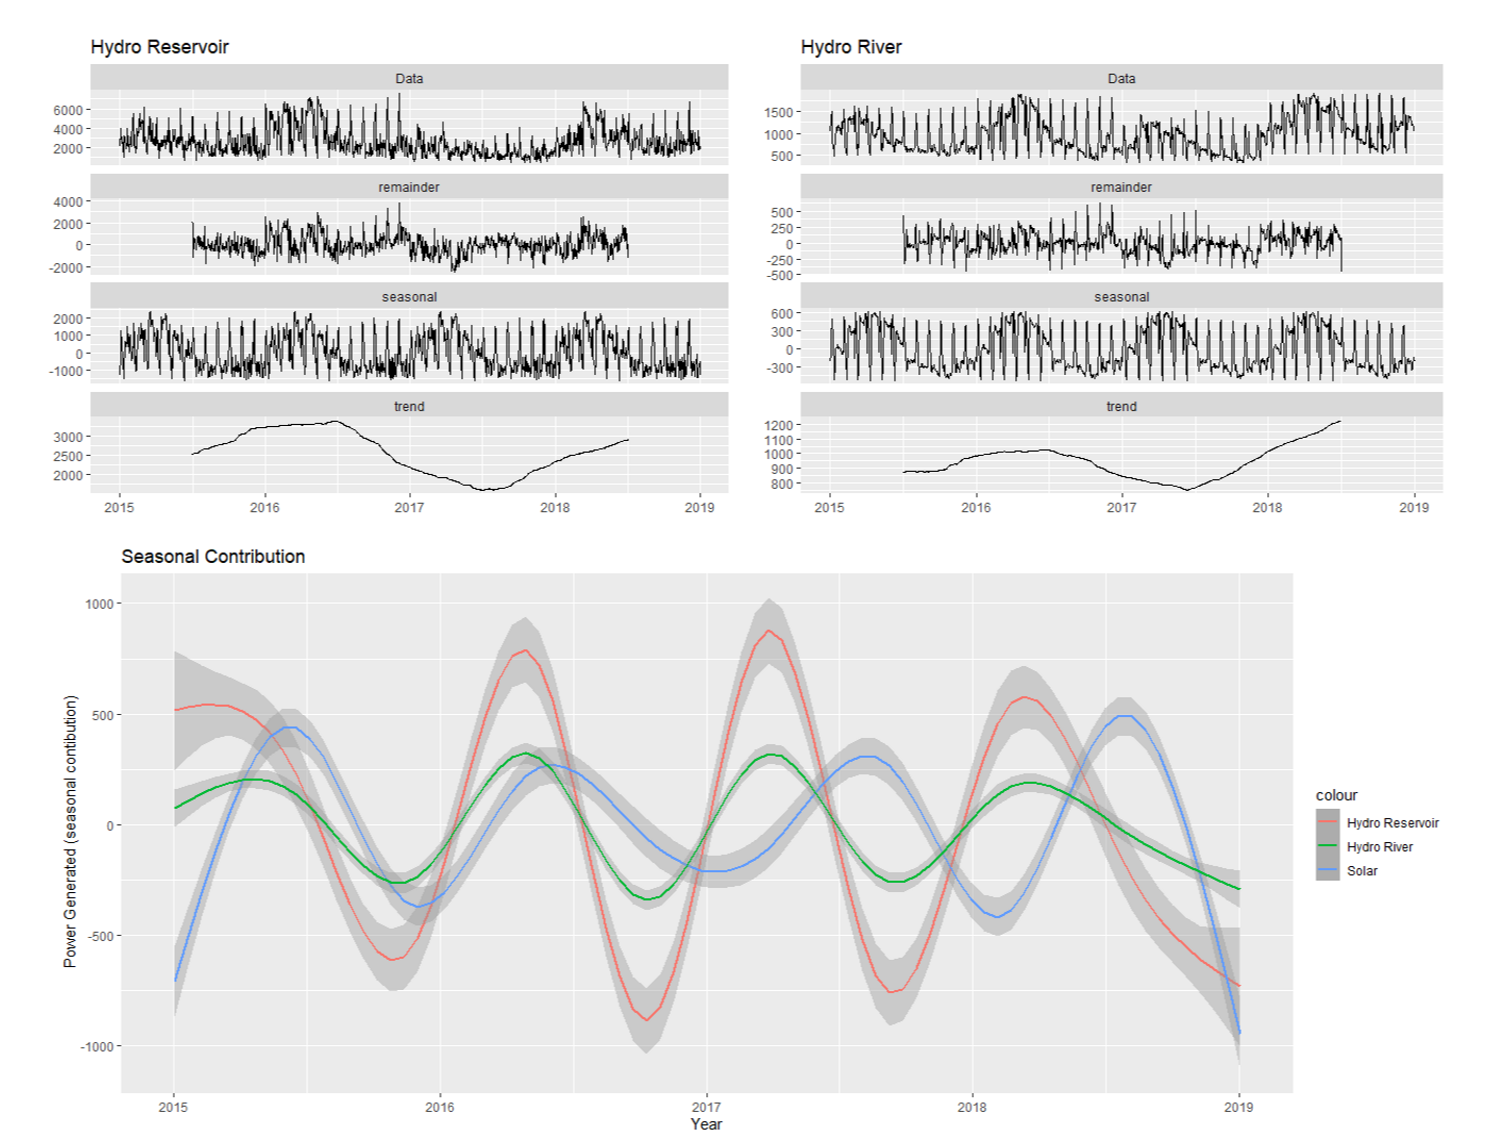 Hydro Reservoir
Data
6000
4000
2000
remainder
4000
2000
0
-2000
seasonal
2000
1000
0
-1000
trend
3000
2500
2000
2015 2016 2017 2018 2019
Hydro River
Data
1500
1000
500
remainder
500
250
0
-250
-500
seasonal
600
300
0
-300
trend
1200
1100
1000
900
800
2015 2016 2017 2018 2019
Seasonal Contribution
Power Generated (seasonal contibution)
1000
500
0
-500
-1000
2015 2016 2017 2018 2019
Year
colour
Hydro Reservoir
Hydro River
Solar